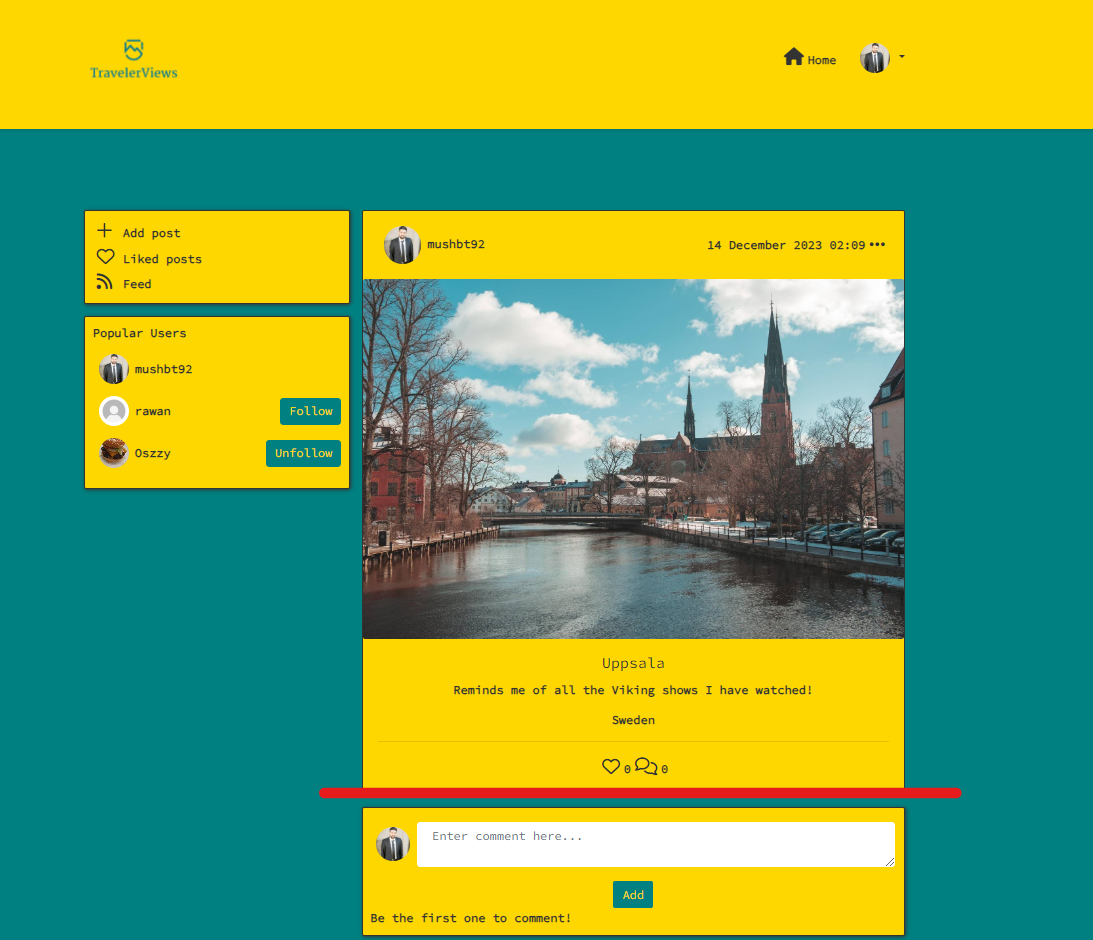 TravelerViews
Home
Add post
Liked posts
Feed
Popular Users
mushbt92
rawan
Follow
Oszzy
Unfollow
mushbt92
14 December 2023 02:09
Uppsala
Reminds me of all the Viking shows I have watched!
Sweden
0 0
Enter comment here...
Add
Be the first one to comment!